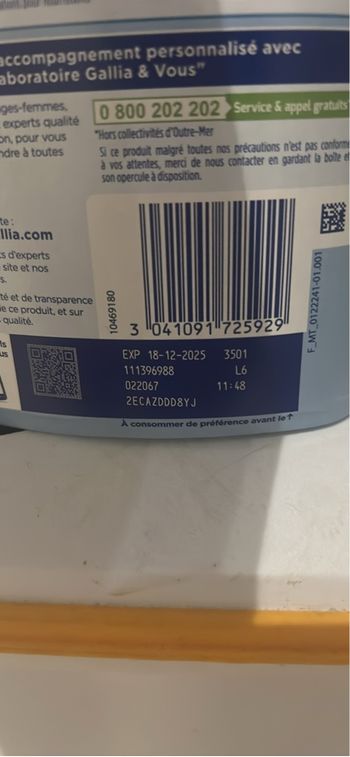 accompagnement personnalisé avec
aboratoire Gallia & Vous"
ges-femmes,
experts qualité
on, pour vous
ndre à toutes
0 800 202 202 Service & appel gratuits
*Hors collectivités d'Outre-Mer
Si ce produit malgré toutes nos précautions n'est pas conforme
à vos attentes, merci de nous contacter en gardant la boîte et
son opercule à disposition.
te :
llia.com
s d'experts
site et nos
s.
té et de transparence
ie ce produit, et sur
qualité.
10469180
3 041091 725929
F_MT_0122241-01.001
EXP 18-12-2025 3501
111396988 L6
022067 11:48
2ECAZDDD8YJ
À consommer de préférence avant le ↑